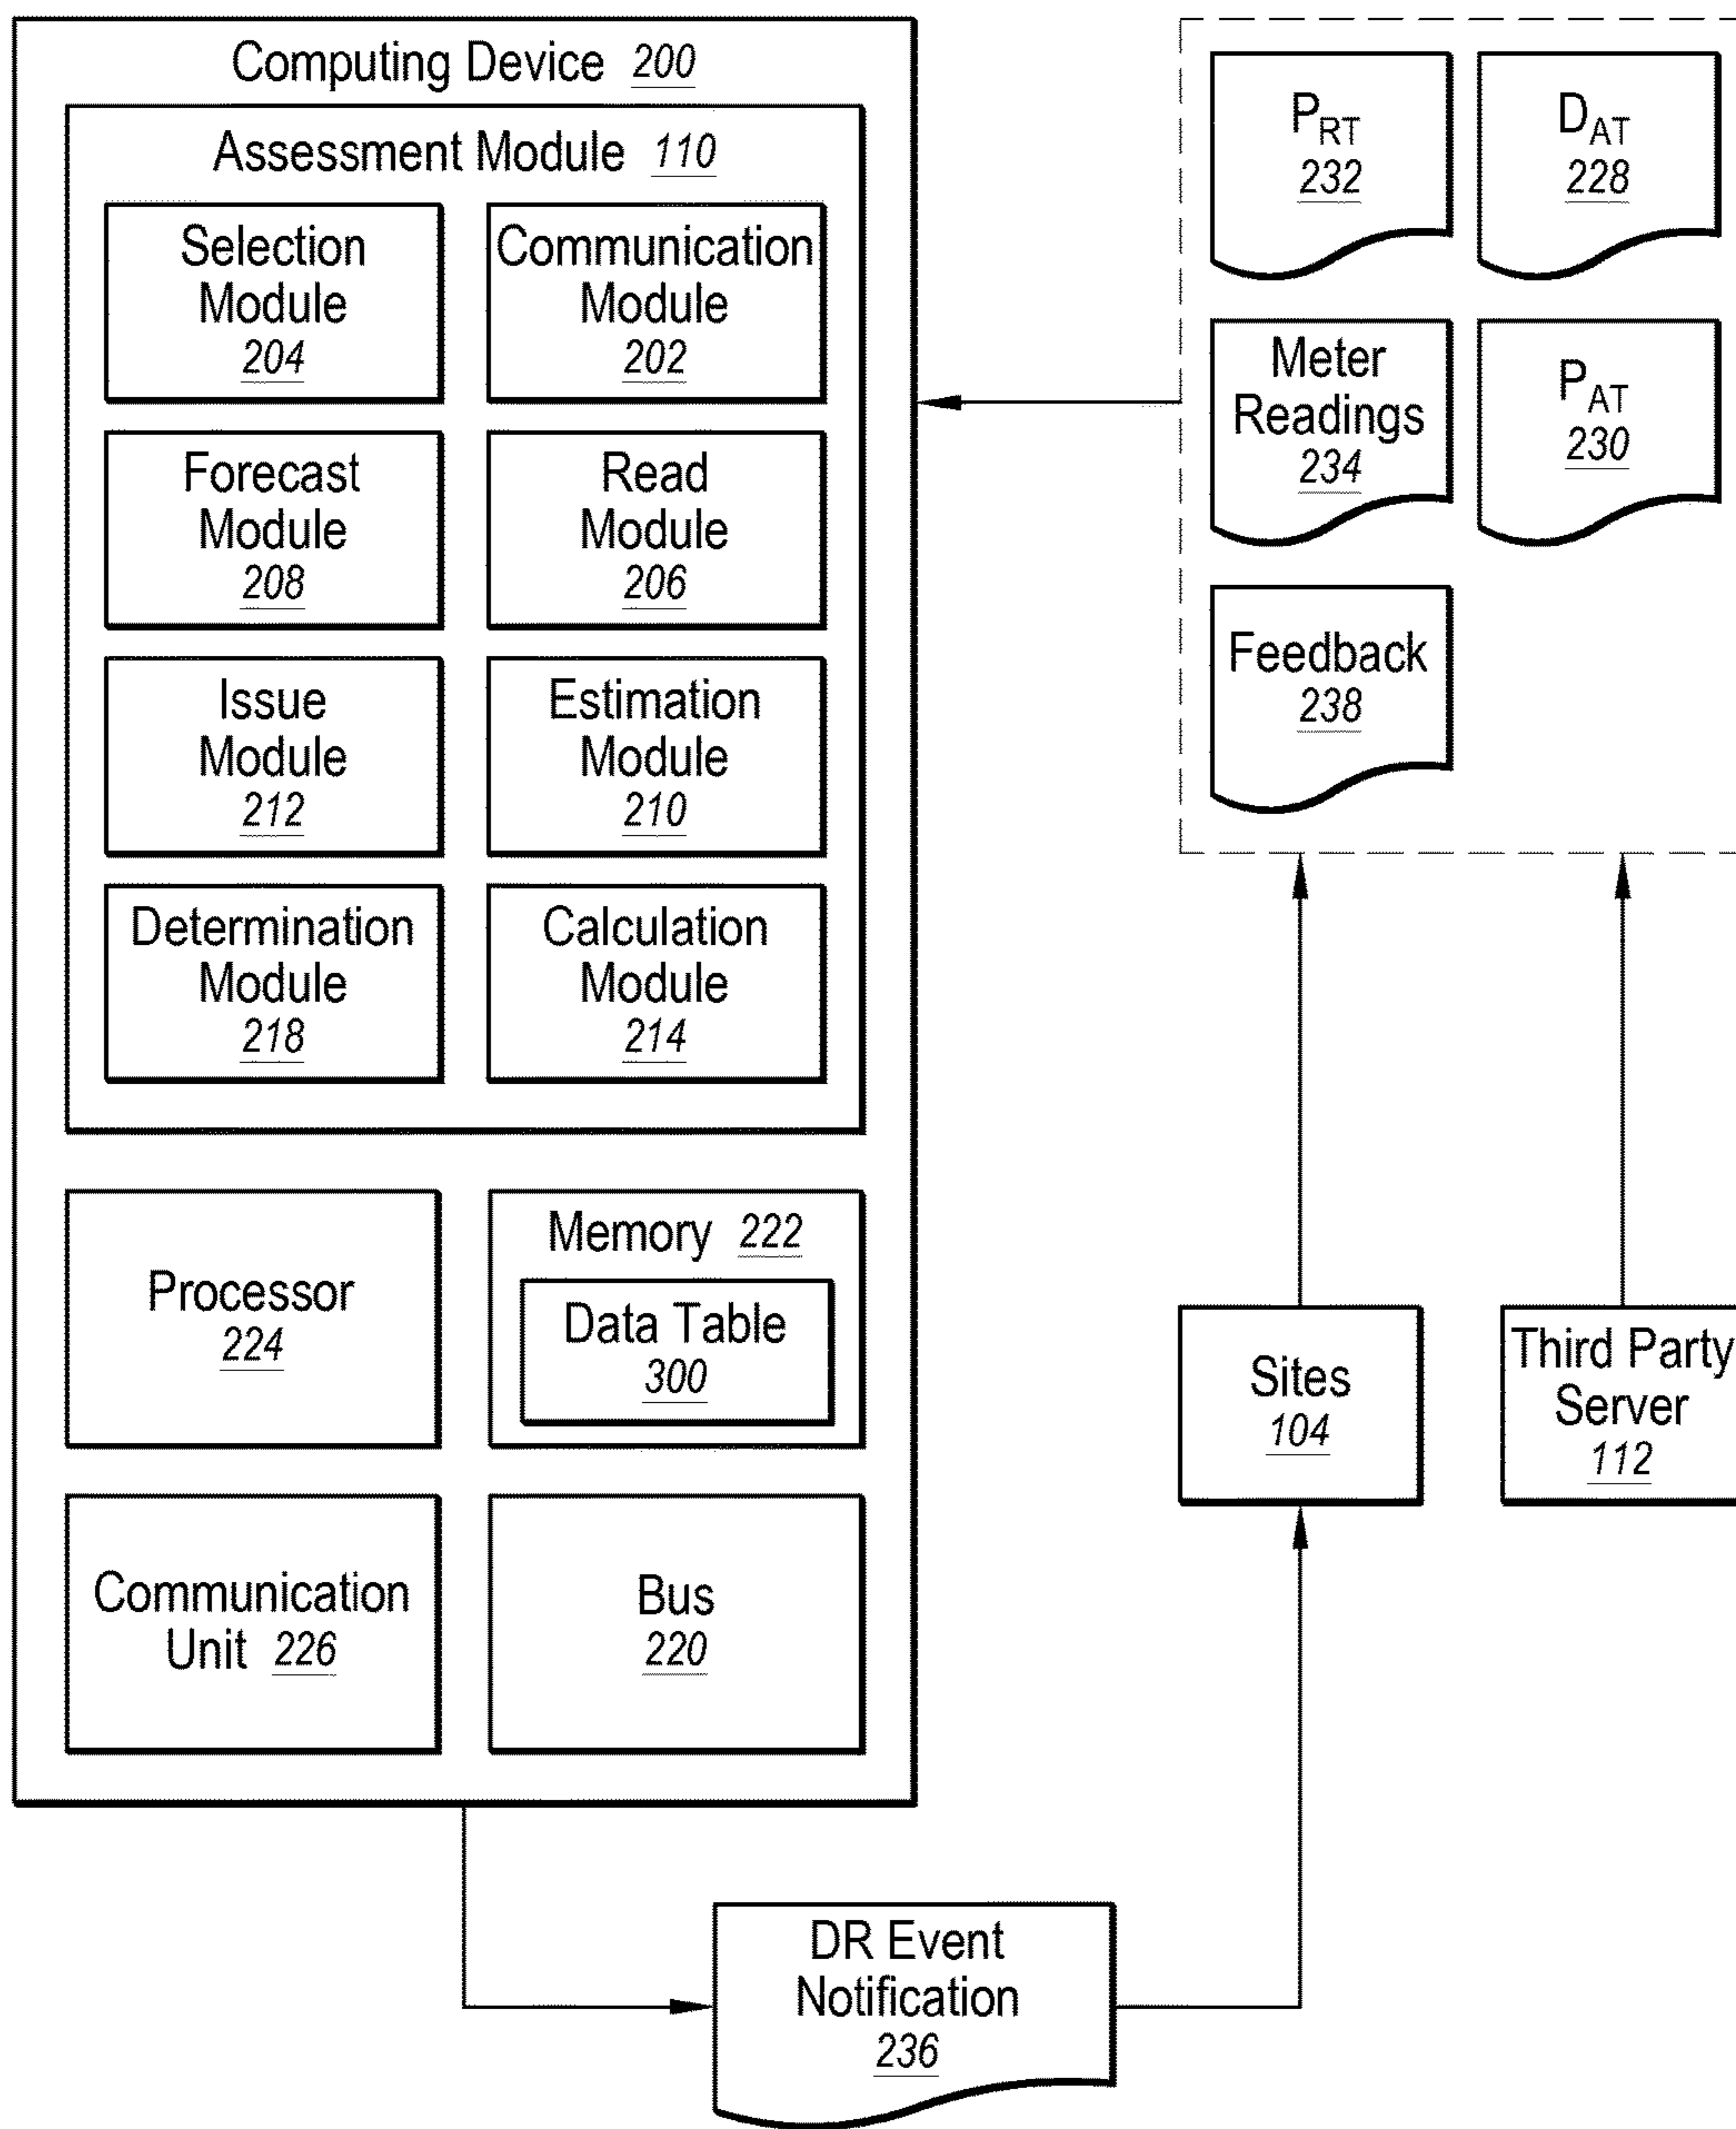 Computing Device 200
Assessment Module 110
Selection
Module
204
Communication
Module
202
Forecast
Module
208
Read
Module
206
Issue
Module
212
Estimation
Module
210
Determination
Module
218
Calculation
Module
214
Processor
224
Memory 222
Data Table
300
Communication
Unit 226
Bus
220
PRT
232
DAT
228
Meter
Readings
234
PAT
230
Feedback
238
Sites
104
Third Party
Server
112
DR Event
Notification
236